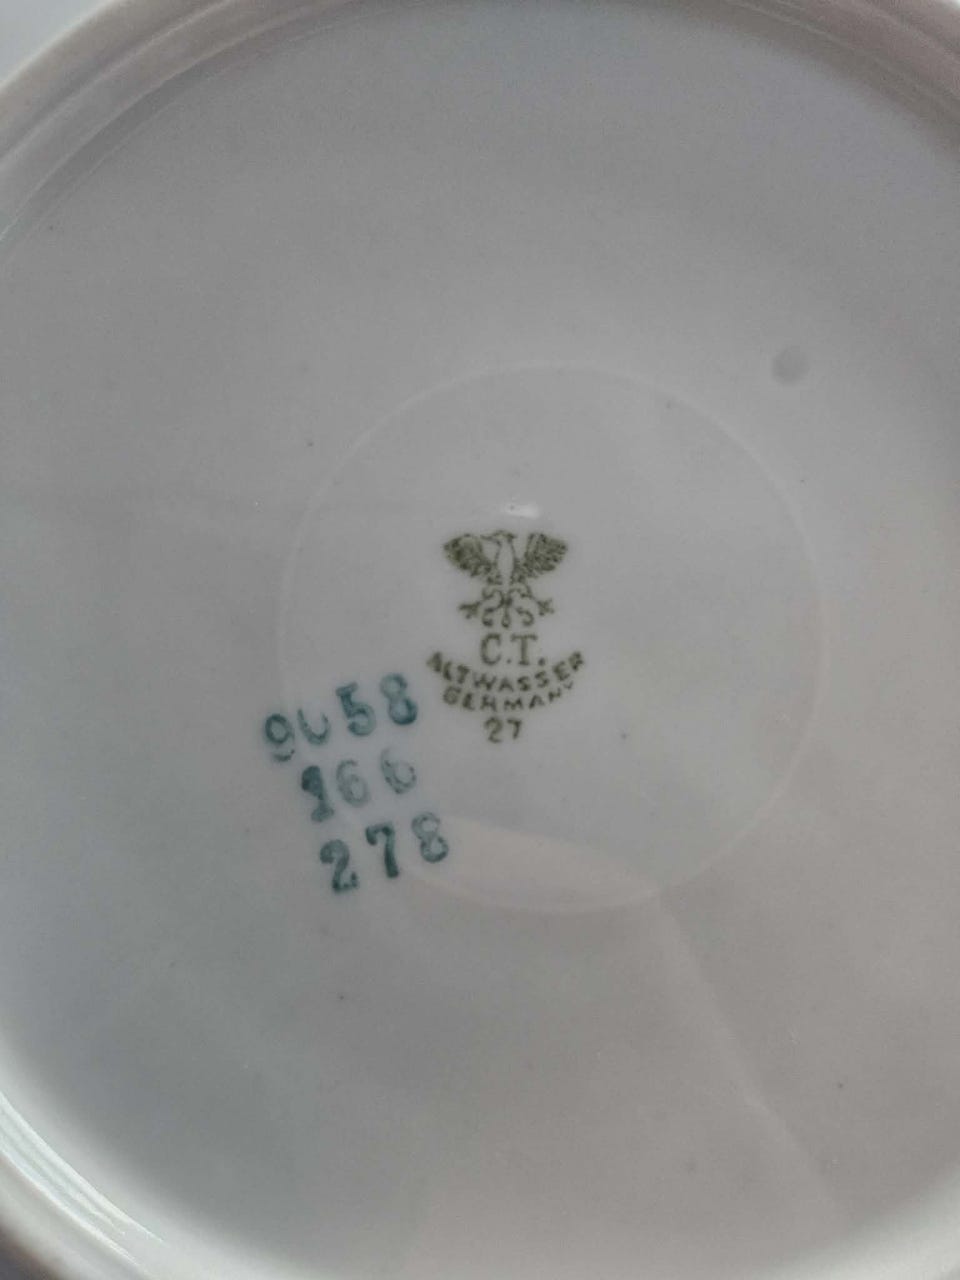 C.T.
ALTWASSER
GERMANY
27
9058
166
278